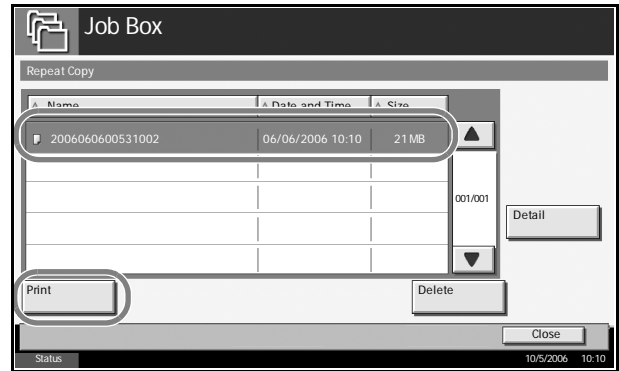 Job Box
Repeat Copy
Name Date and Time Size
2006060600531002 06/06/2006 10:10 21 MB
001/001
Detail
Print Delete
Close
Status 10/5/2006 10:10